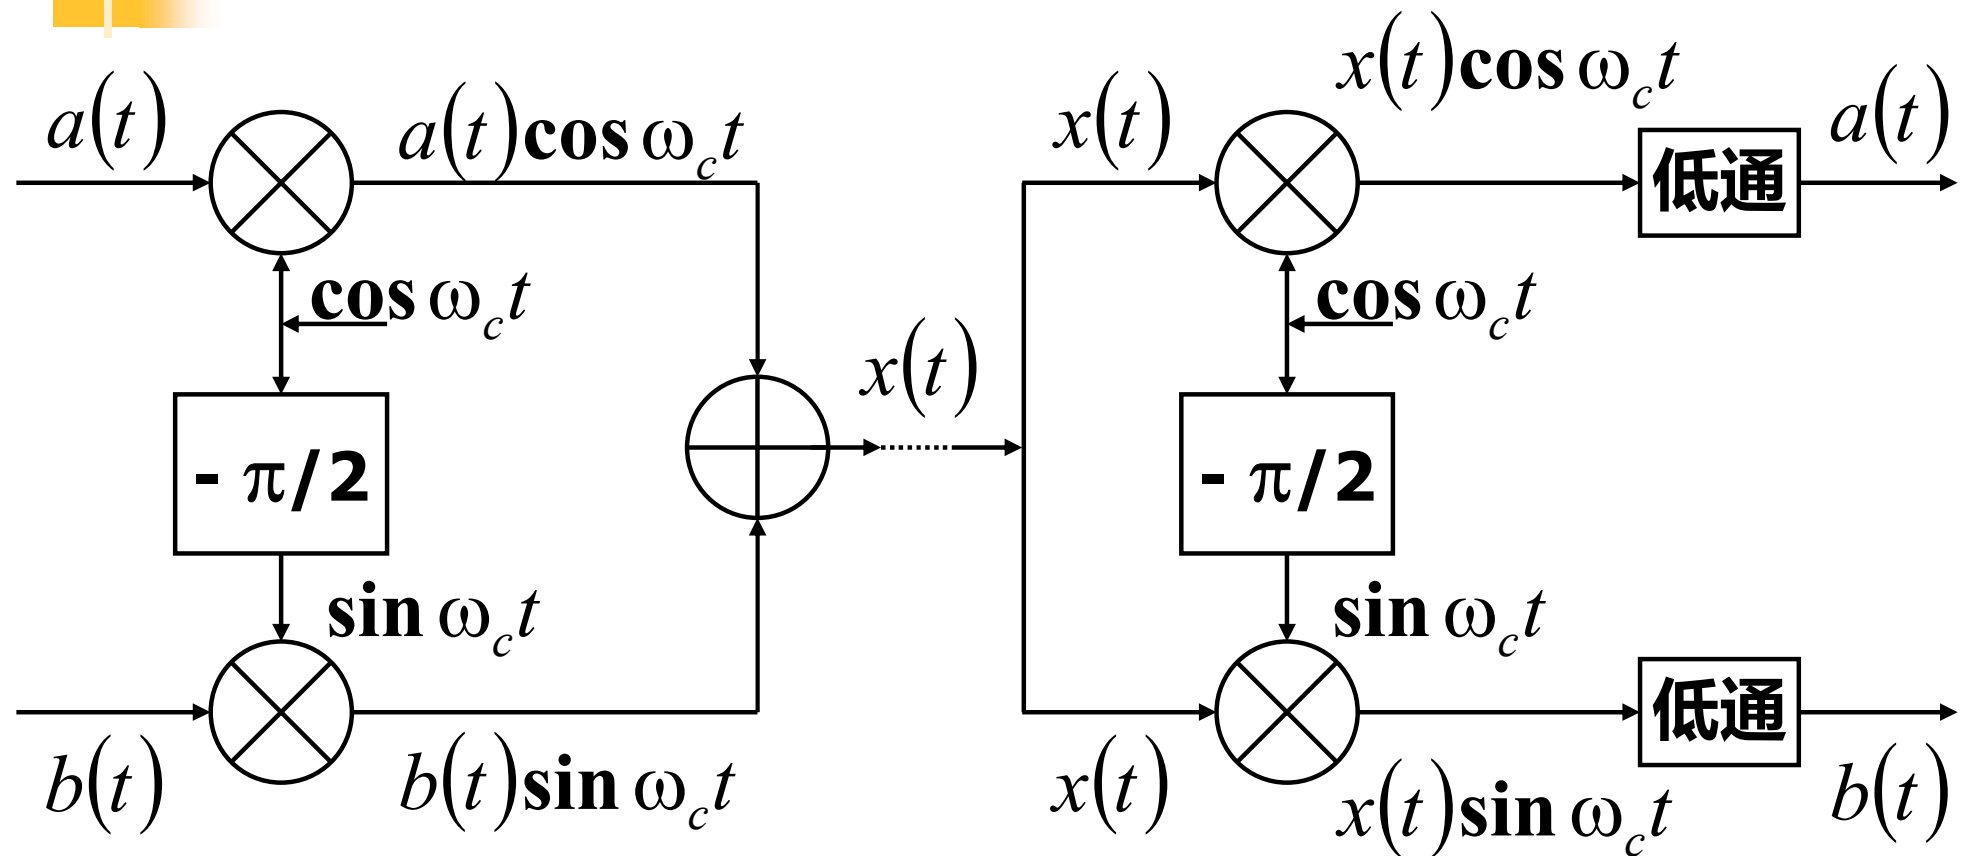 a(t)
a(t)cos ω_c t
x(t)
x(t)cos ω_c t
低通
a(t)
cos ω_c t
cos ω_c t
x(t)
- π/2
- π/2
sin ω_c t
sin ω_c t
低通
b(t)
b(t)sin ω_c t
x(t)
x(t)sin ω_c t
b(t)